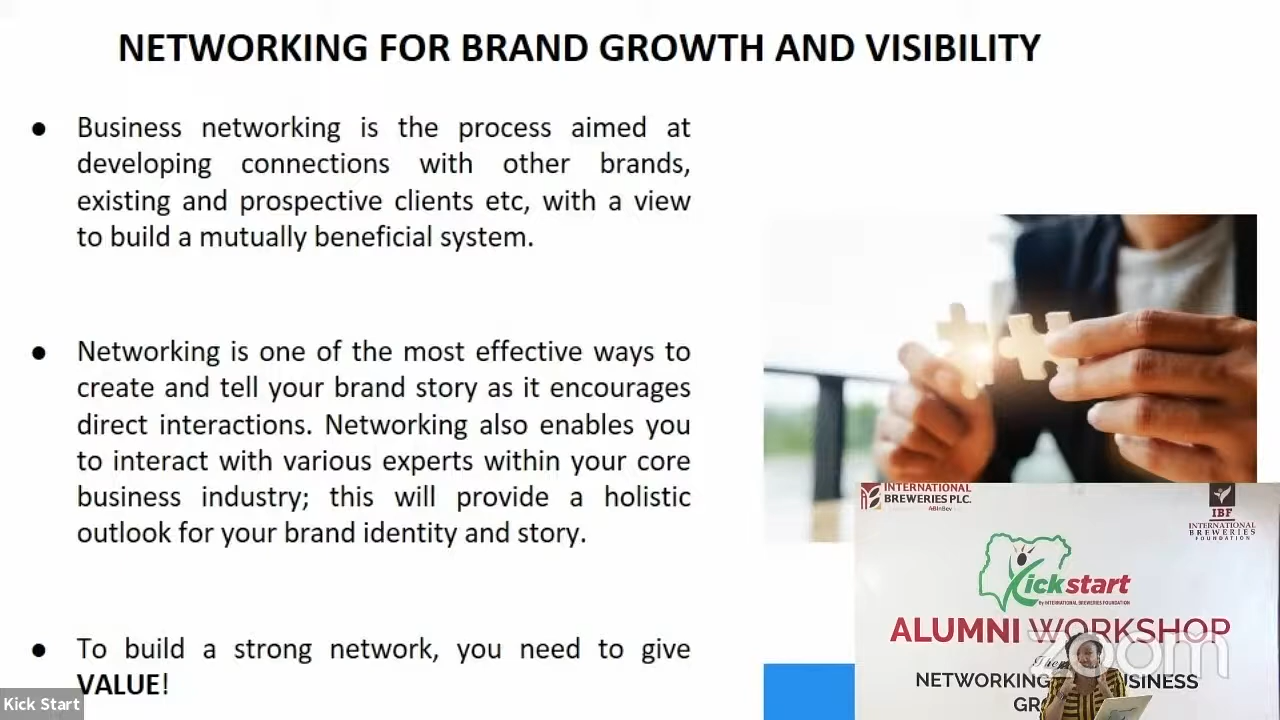 NETWORKING FOR BRAND GROWTH AND VISIBILITY
● Business networking is the process aimed at
developing connections with other brands,
existing and prospective clients etc, with a view
to build a mutually beneficial system.
● Networking is one of the most effective ways to
create and tell your brand story as it encourages
direct interactions. Networking also enables you
to interact with various experts within your core
business industry; this will provide a holistic
outlook for your brand identity and story.
● To build a strong network, you need to give
VALUE!
Kick Start
INTERNATIONAL
BREWERIES PLC.
ABInBev
IBF
INTERNATIONAL
BREWERIES
FOUNDATION
Kickstart
By INTERNATIONAL BREWERIES FOUNDATION
ALUMNI WORKSHOP
zoom
NETWORKING